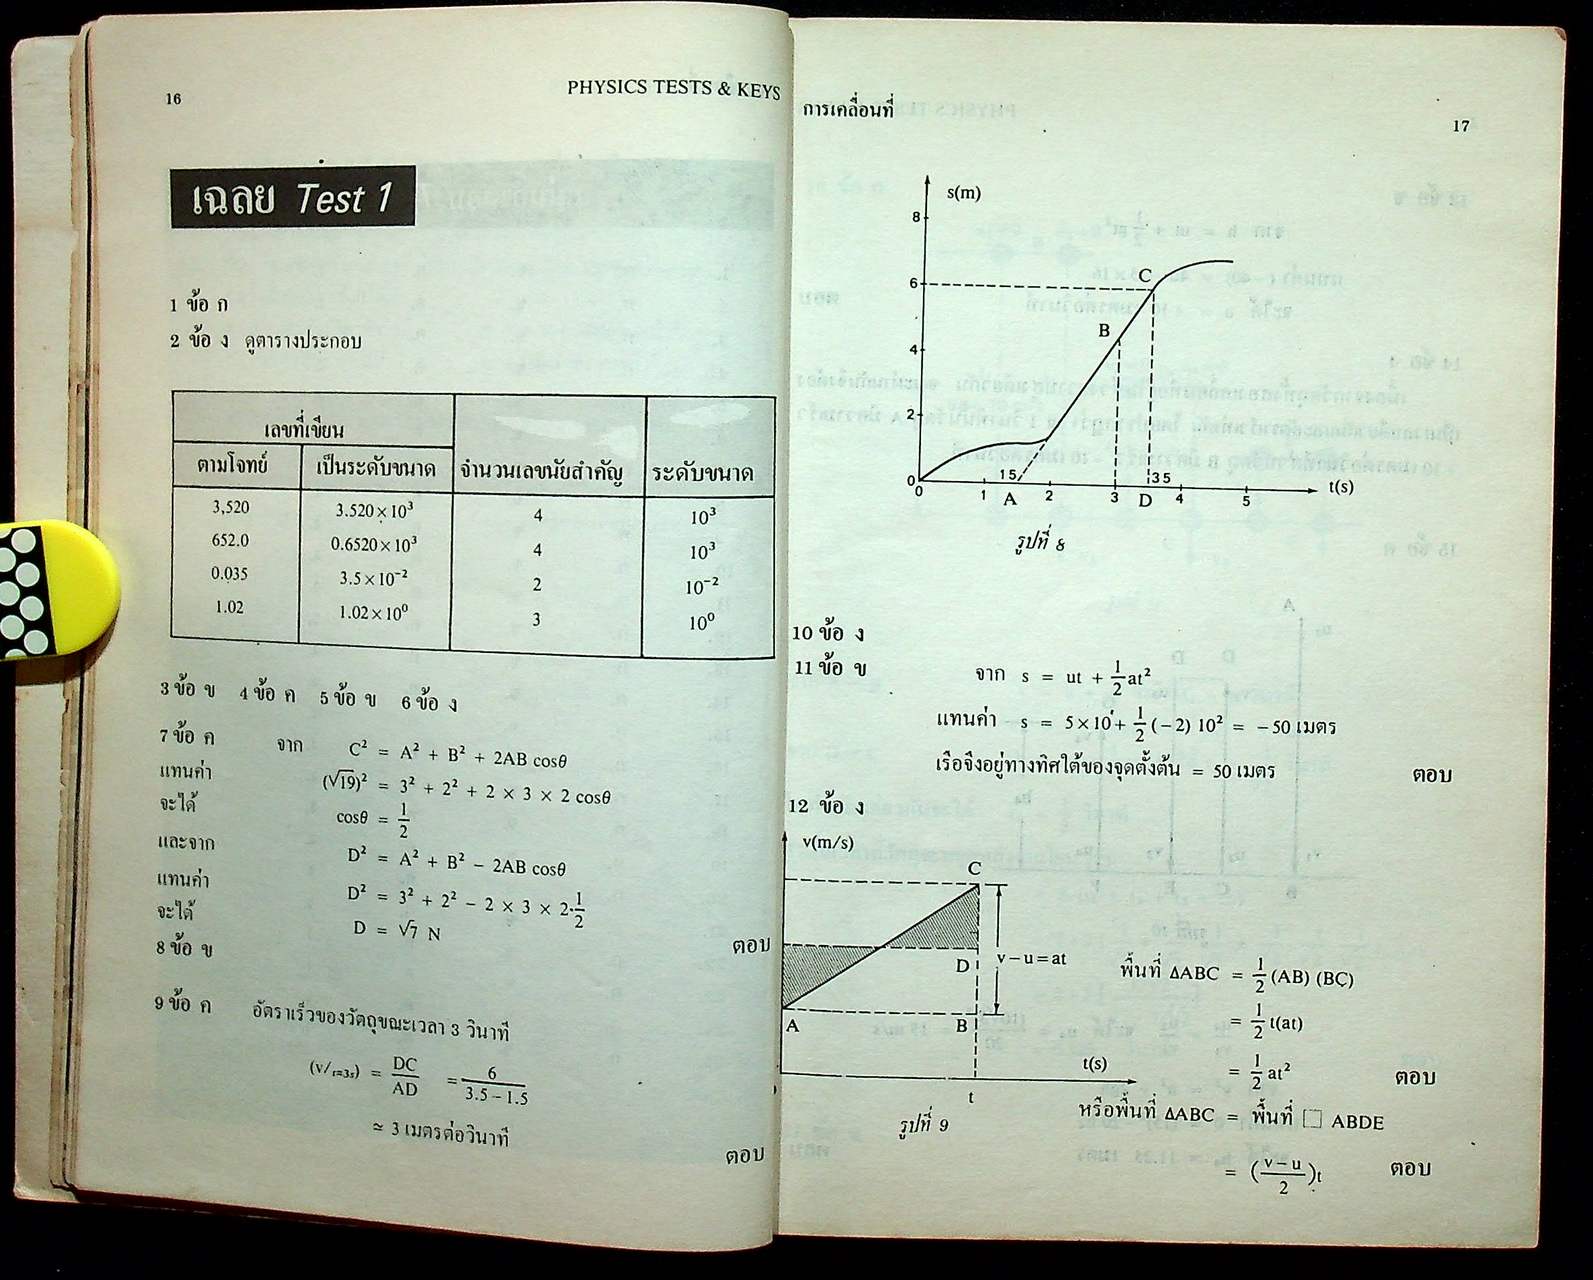 16
PHYSICS TESTS & KEYS
เฉลย Test 1
1 ข้อ ก
2 ข้อ ง ดูตารางประกอบ
เลขที่เขียน
ตามโจทย์ เป็นระดับขนาด จำนวนเลขนัยสำคัญ ระดับขนาด
3,520 3.520×10³ 4 10³
652.0 0.6520×10³ 4 10³
0.035 3.5×10⁻² 2 10⁻²
1.02 1.02×10⁰ 3 10⁰
3 ข้อ ข 4 ข้อ ค 5 ข้อ ข 6 ข้อ ง
7 ข้อ ค จาก C² = A² + B² + 2AB cosθ
แทนค่า (√19)² = 3² + 2² + 2 × 3 × 2 cosθ
จะได้ cosθ = 1/2
และจาก D² = A² + B² − 2AB cosθ
แทนค่า D² = 3² + 2² − 2 × 3 × 2·1/2
จะได้ D = √7 N ตอบ
8 ข้อ ข
9 ข้อ ค อัตราเร็วของวัตถุขณะเวลา 3 วินาที
(v/t=3s) = DC/AD = 6/3.5−1.5
≃ 3 เมตรต่อวินาที
ตอบ
การเคลื่อนที่
17
s(m)
8
6
4
2
0
C
B
0 1 1 5 A 2 3 D 3 5 4 5 t(s)
รูปที่ 8
10 ข้อ ง
11 ข้อ ข จาก s = ut + 1/2 at²
แทนค่า s = 5×10 + 1/2 (−2) 10² = −50 เมตร
เรือจึงอยู่ทางทิศใต้ของจุดตั้งต้น = 50 เมตร ตอบ
12 ข้อ ง
v(m/s)
C
D
v−u=at
A
B
t(s)
t
รูปที่ 9
พื้นที่ ΔABC = 1/2 (AB) (BC)
= 1/2 t(at)
= 1/2 at² ตอบ
หรือพื้นที่ ΔABC = พื้นที่ □ ABDE
= (v−u/2)t ตอบ